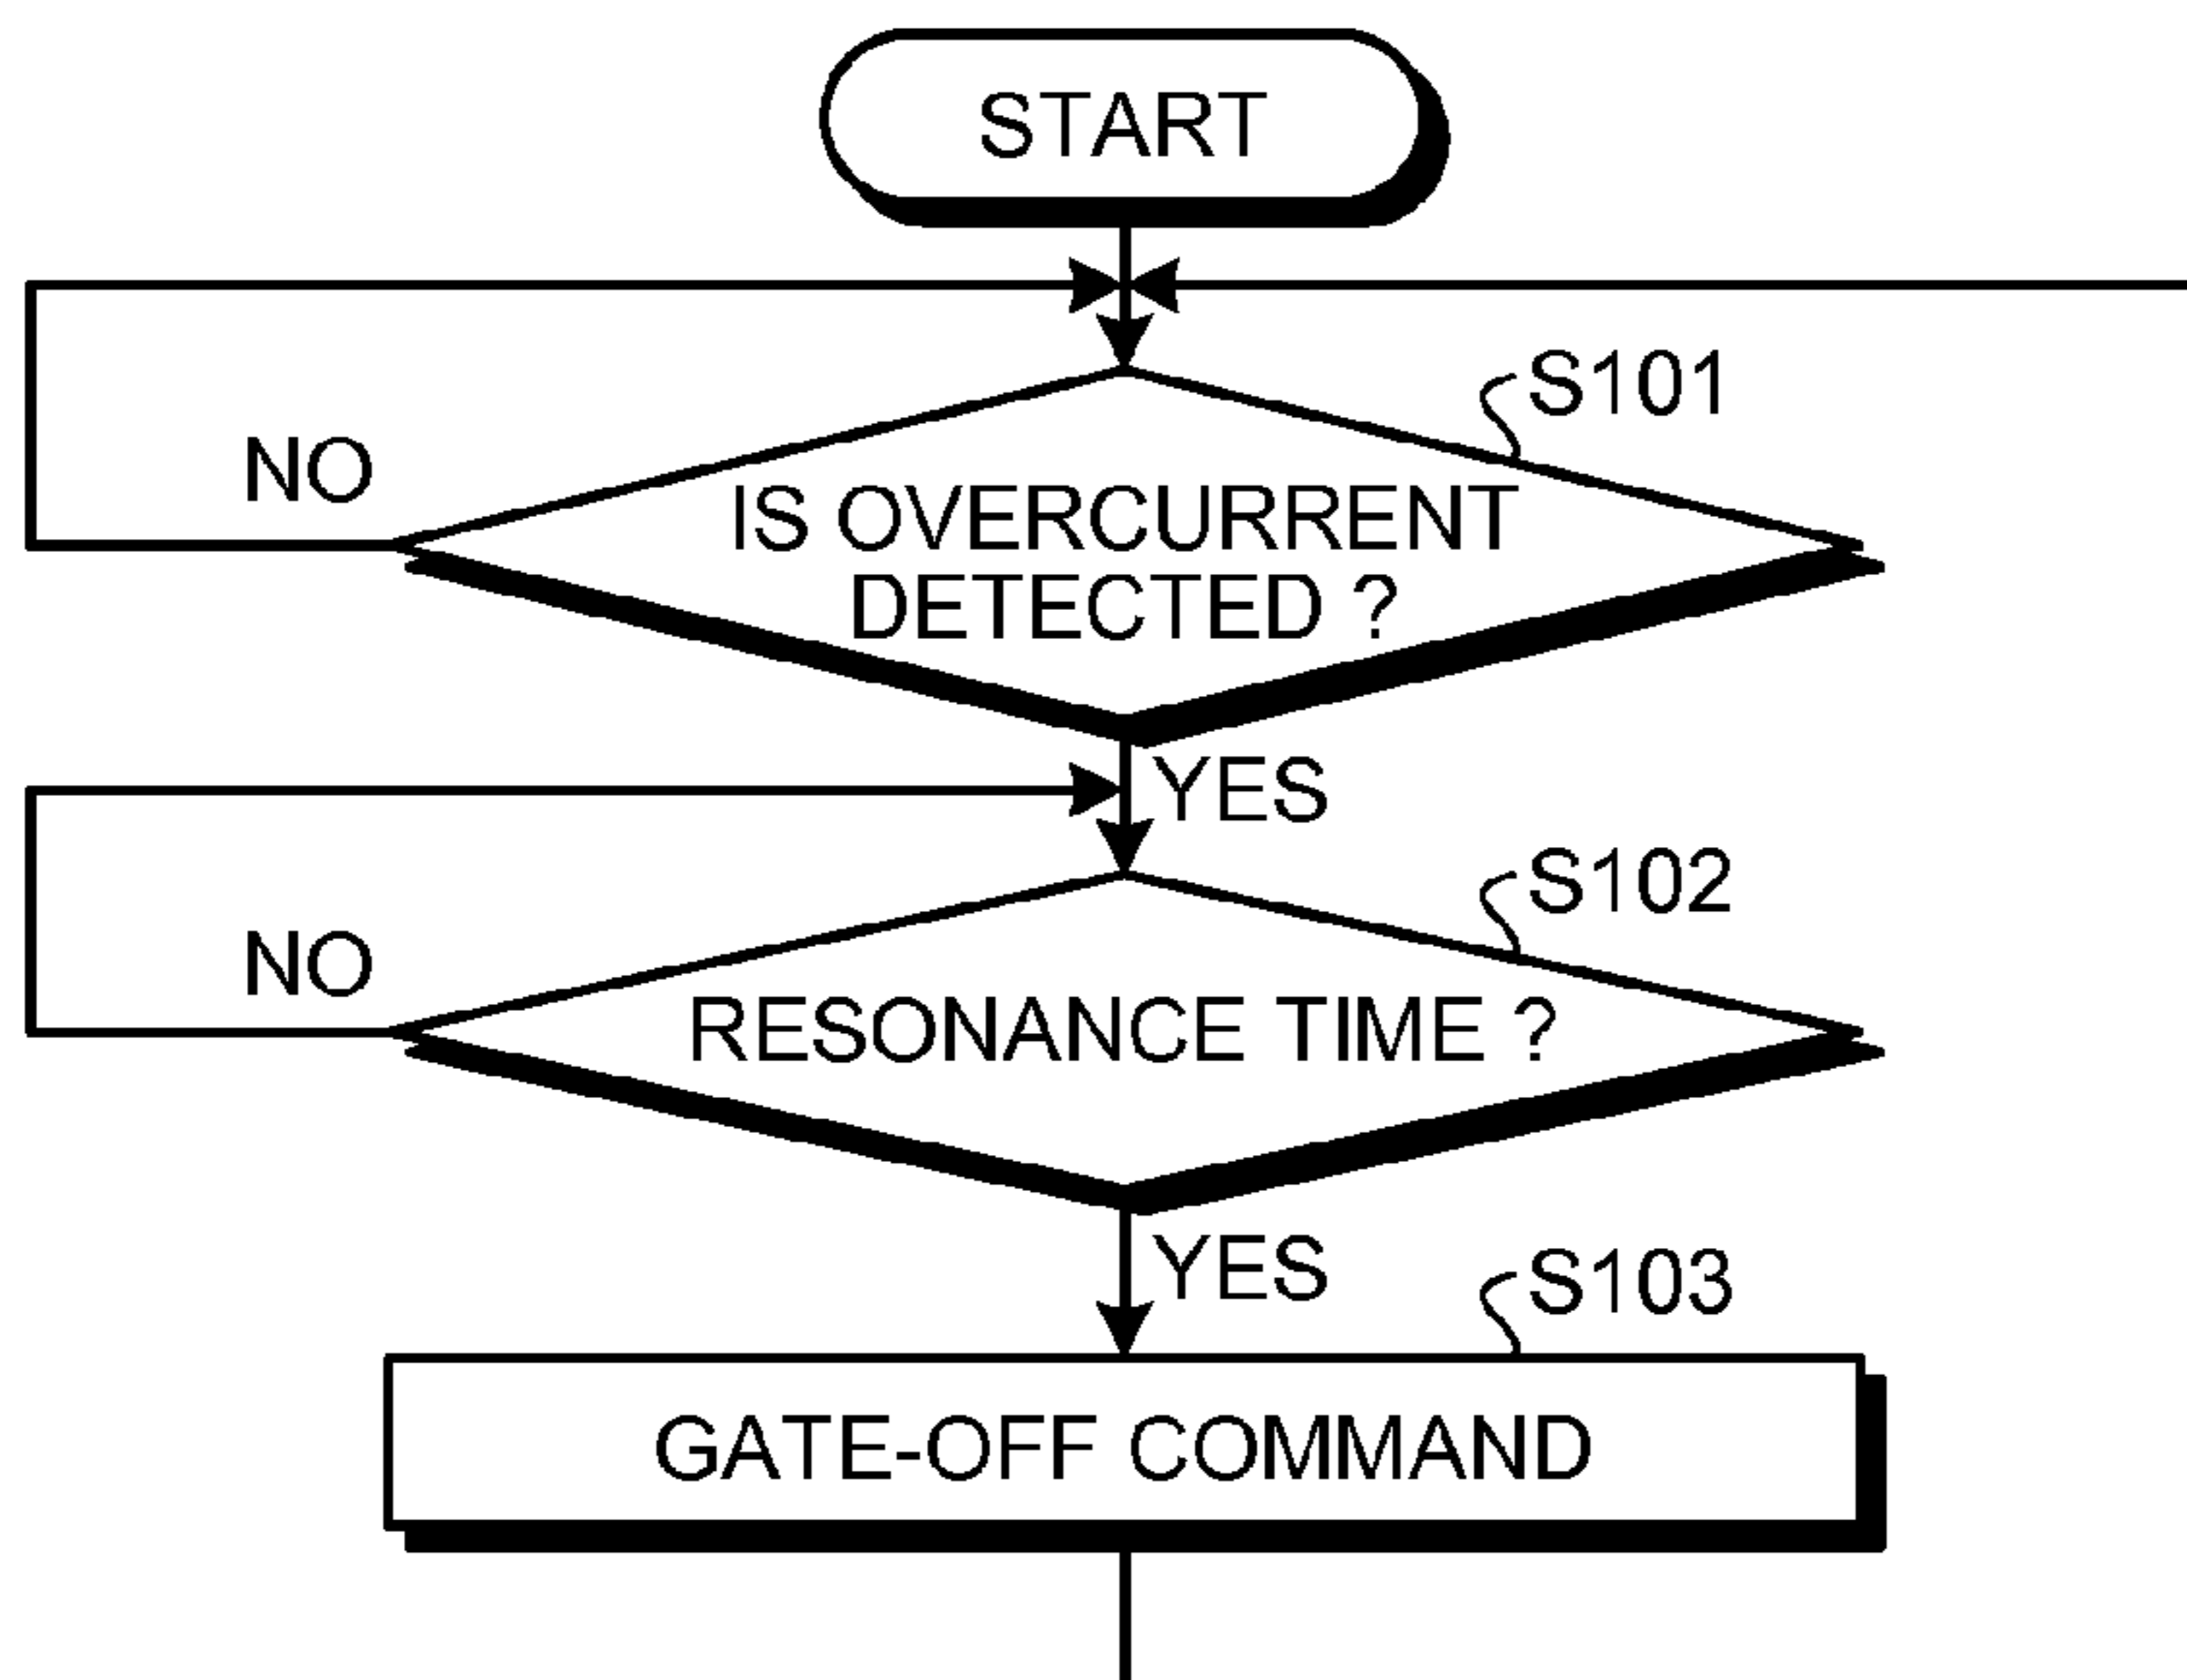 START
S101
NO
IS OVERCURRENT
DETECTED ?
YES
S102
NO
RESONANCE TIME ?
YES
S103
GATE-OFF COMMAND